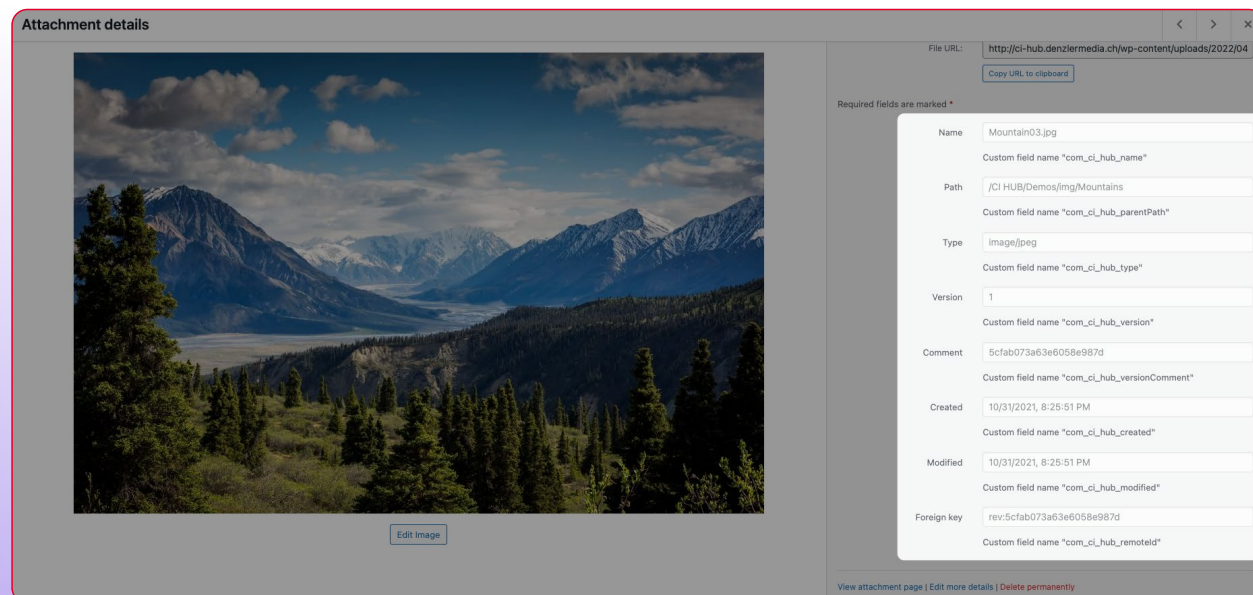 Attachment details
File URL:
http://ci-hub.denzlermedia.ch/wp-content/uploads/2022/04
Copy URL to clipboard
Required fields are marked *
Name
Mountain03.jpg
Custom field name "com_ci_hub_name"
Path
/CI HUB/Demos/img/Mountains
Custom field name "com_ci_hub_parentPath"
Type
image/jpeg
Custom field name "com_ci_hub_type"
Version
1
Custom field name "com_ci_hub_version"
Comment
5cfab073a63e6058e987d
Custom field name "com_ci_hub_versionComment"
Created
10/31/2021, 8:25:51 PM
Custom field name "com_ci_hub_created"
Modified
10/31/2021, 8:25:51 PM
Custom field name "com_ci_hub_modified"
Foreign key
rev:5cfab073a63e6058e987d
Custom field name "com_ci_hub_remoteId"
Edit Image
View attachment page | Edit more details | Delete permanently